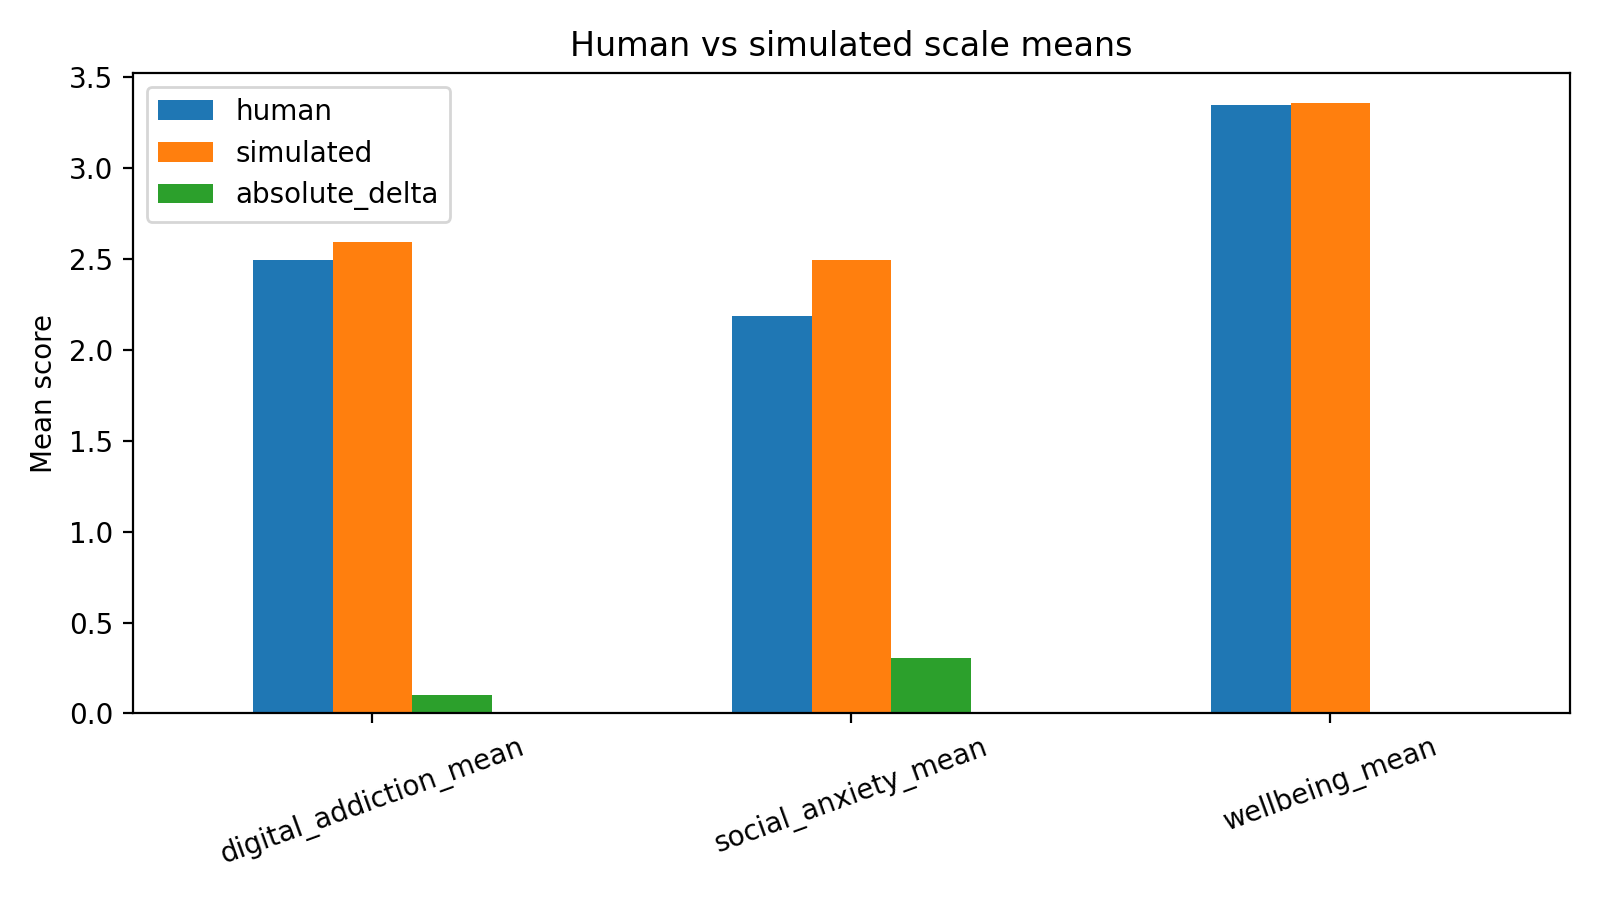 Human vs simulated scale means
human
simulated
absolute_delta
Mean score
3.5
3.0
2.5
2.0
1.5
1.0
0.5
0.0
digital_addiction_mean
social_anxiety_mean
wellbeing_mean